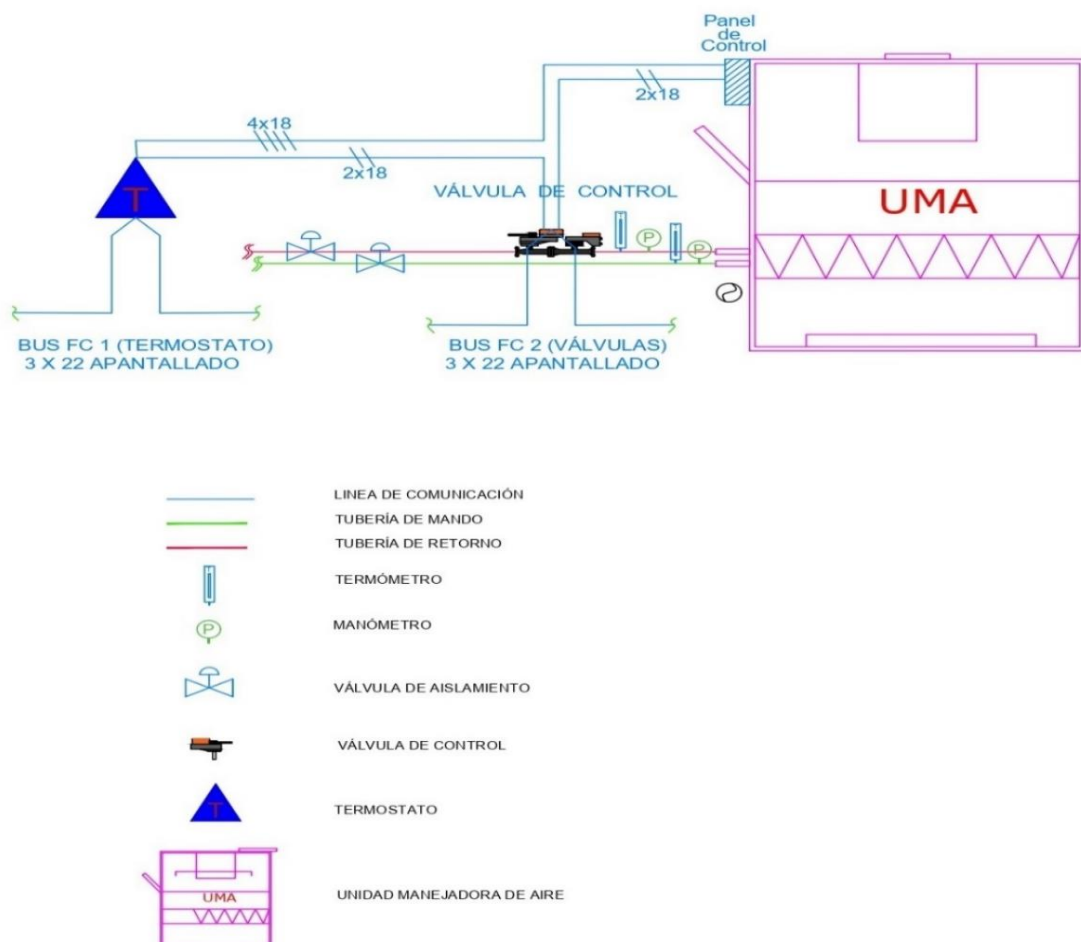 Panel
de
Control
4x18
2x18
2x18
T
VÁLVULA DE CONTROL
UMA
P
P
BUS FC 1 (TERMOSTATO)
3 X 22 APANTALLADO
BUS FC 2 (VÁLVULAS)
3 X 22 APANTALLADO
LINEA DE COMUNICACIÓN
TUBERÍA DE MANDO
TUBERÍA DE RETORNO
TERMÓMETRO
P
MANÓMETRO
VÁLVULA DE AISLAMIENTO
VÁLVULA DE CONTROL
T
TERMOSTATO
UMA
UNIDAD MANEJADORA DE AIRE